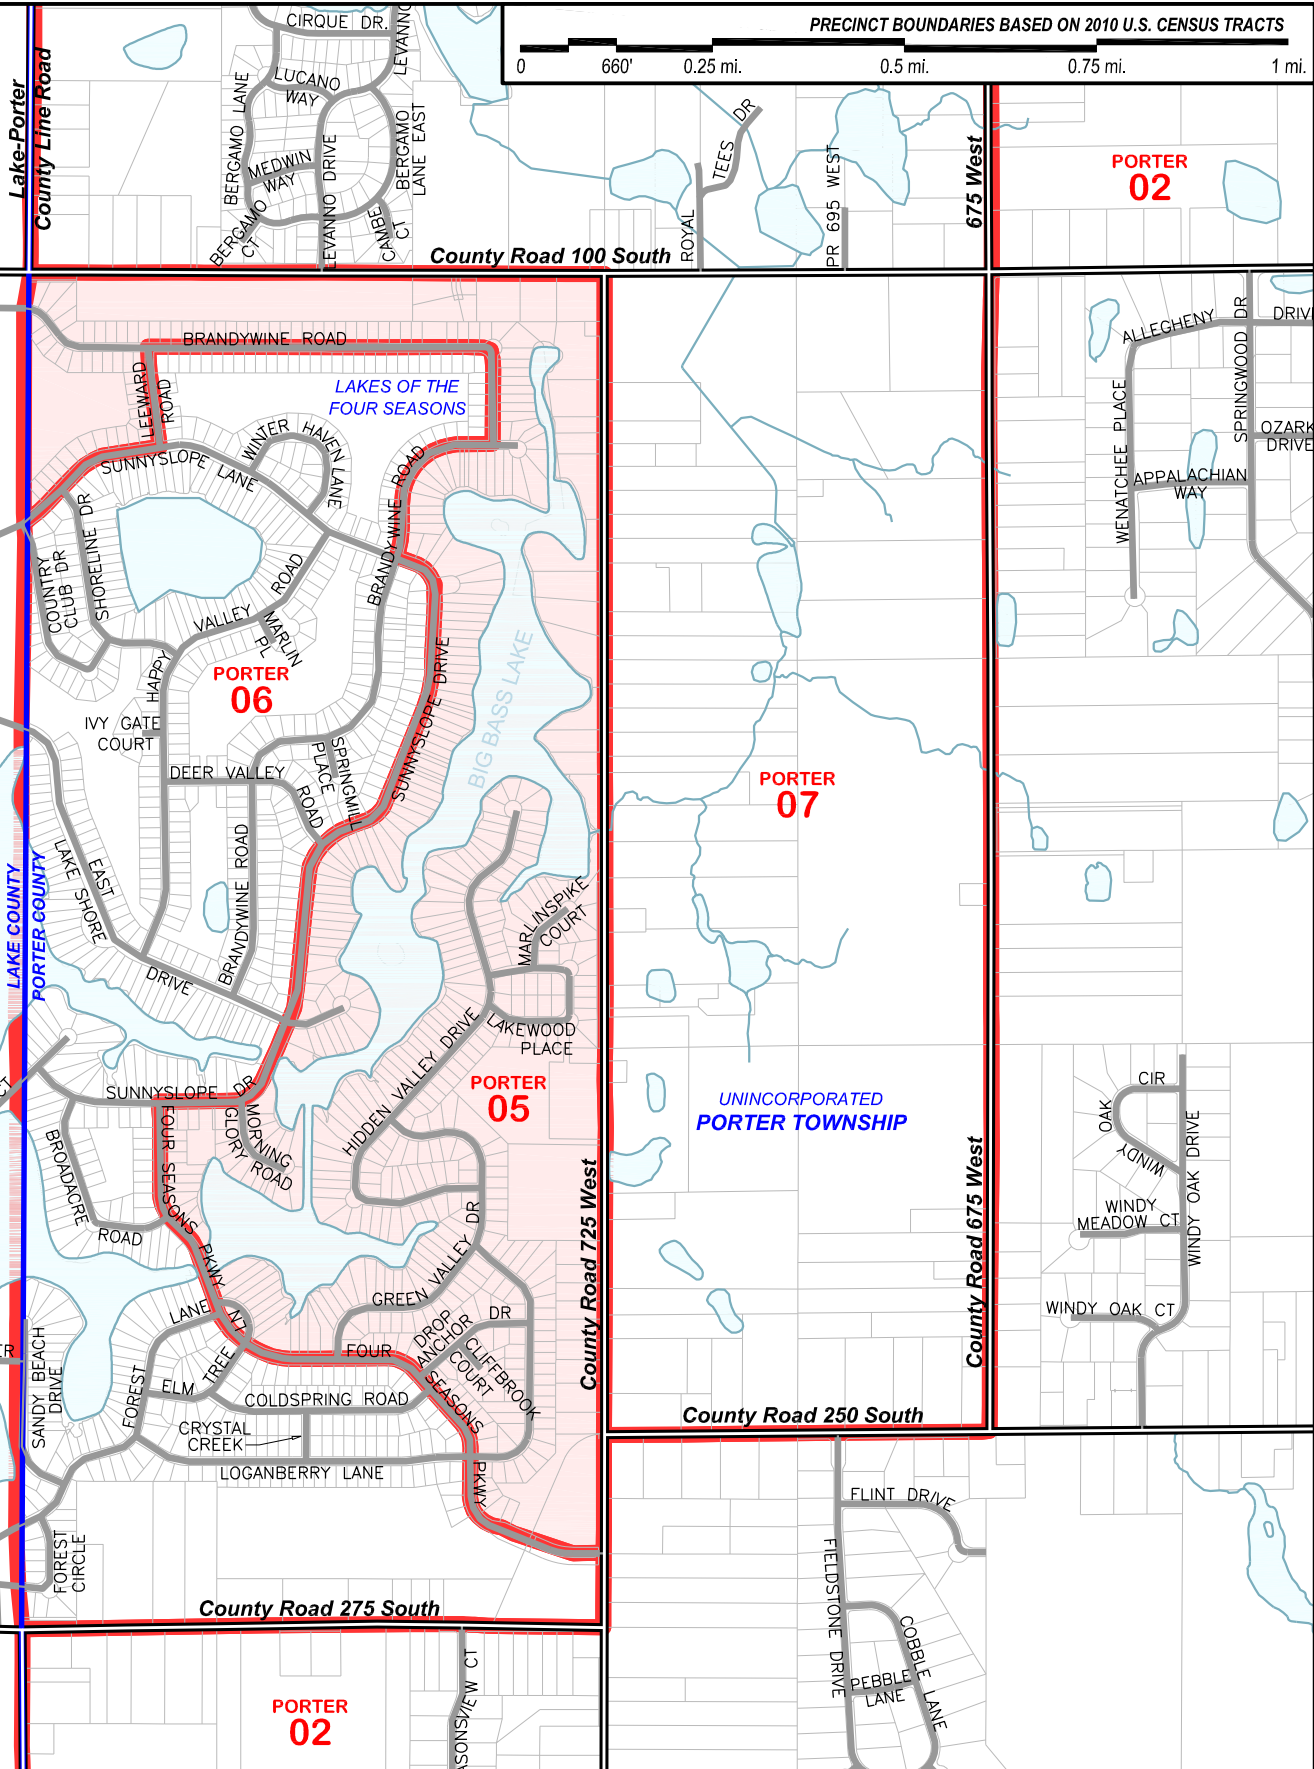 PRECINCT BOUNDARIES BASED ON 2010 U.S. CENSUS TRACTS
0 660' 0.25 mi. 0.5 mi. 0.75 mi. 1 mi.
Lake-Porter
County Line Road
CIRQUE DR.
LEVANNO
LUCANO
WAY
BERGAMO LANE
MEDWIN
WAY
LEVANNO DRIVE
BERGAMO
LANE EAST
BERGAMO
CT
CAMBE
CT
ROYAL
TEES DR
PR 695 WEST
675 West
PORTER
02
County Road 100 South
BRANDYWINE ROAD
LEEWARD
ROAD
LAKES OF THE
FOUR SEASONS
SUNNYSLOPE LANE
WINTER HAVEN LANE
BRANDYWINE ROAD
SHORELINE DR
COUNTRY
CLUB DR
HAPPY VALLEY ROAD
MARLIN
PL
PORTER
06
IVY GATE
COURT
DEER VALLEY ROAD
SPRINGMILL
PLACE
SUNNYSLOPE DRIVE
BIG BASS LAKE
BRANDYWINE ROAD
EAST
LAKE SHORE
DRIVE
LAKE COUNTY
PORTER COUNTY
MARLINSPIKE
COURT
LAKEWOOD
PLACE
HIDDEN VALLEY DRIVE
PORTER
05
CT
SUNNYSLOPE DR
MORNING
GLORY ROAD
FOUR SEASONS PKWY
BROADACRE
ROAD
GREEN VALLEY DR
LANE
LN
FOUR SEASONS PKWY
DROP
ANCHOR
DR
CLIFFBROOK
COURT
ELM TREE
FOREST
COLDSPRING ROAD
CRYSTAL
CREEK
LOGANBERRY LANE
SANDY BEACH
DRIVE
ER
FOREST
CIRCLE
County Road 725 West
County Road 275 South
PORTER
02
ASONSVIEW CT
PORTER
07
UNINCORPORATED
PORTER TOWNSHIP
County Road 675 West
County Road 250 South
ALLEGHENY
DRIVE
SPRINGWOOD DR
WENATCHEE PLACE
OZARK
DRIVE
APPALACHIAN
WAY
CIR
OAK
WINDY
WINDY OAK DRIVE
WINDY
MEADOW CT
WINDY OAK CT
FLINT DRIVE
FIELDSTONE DRIVE
COBBLE LANE
PEBBLE
LANE